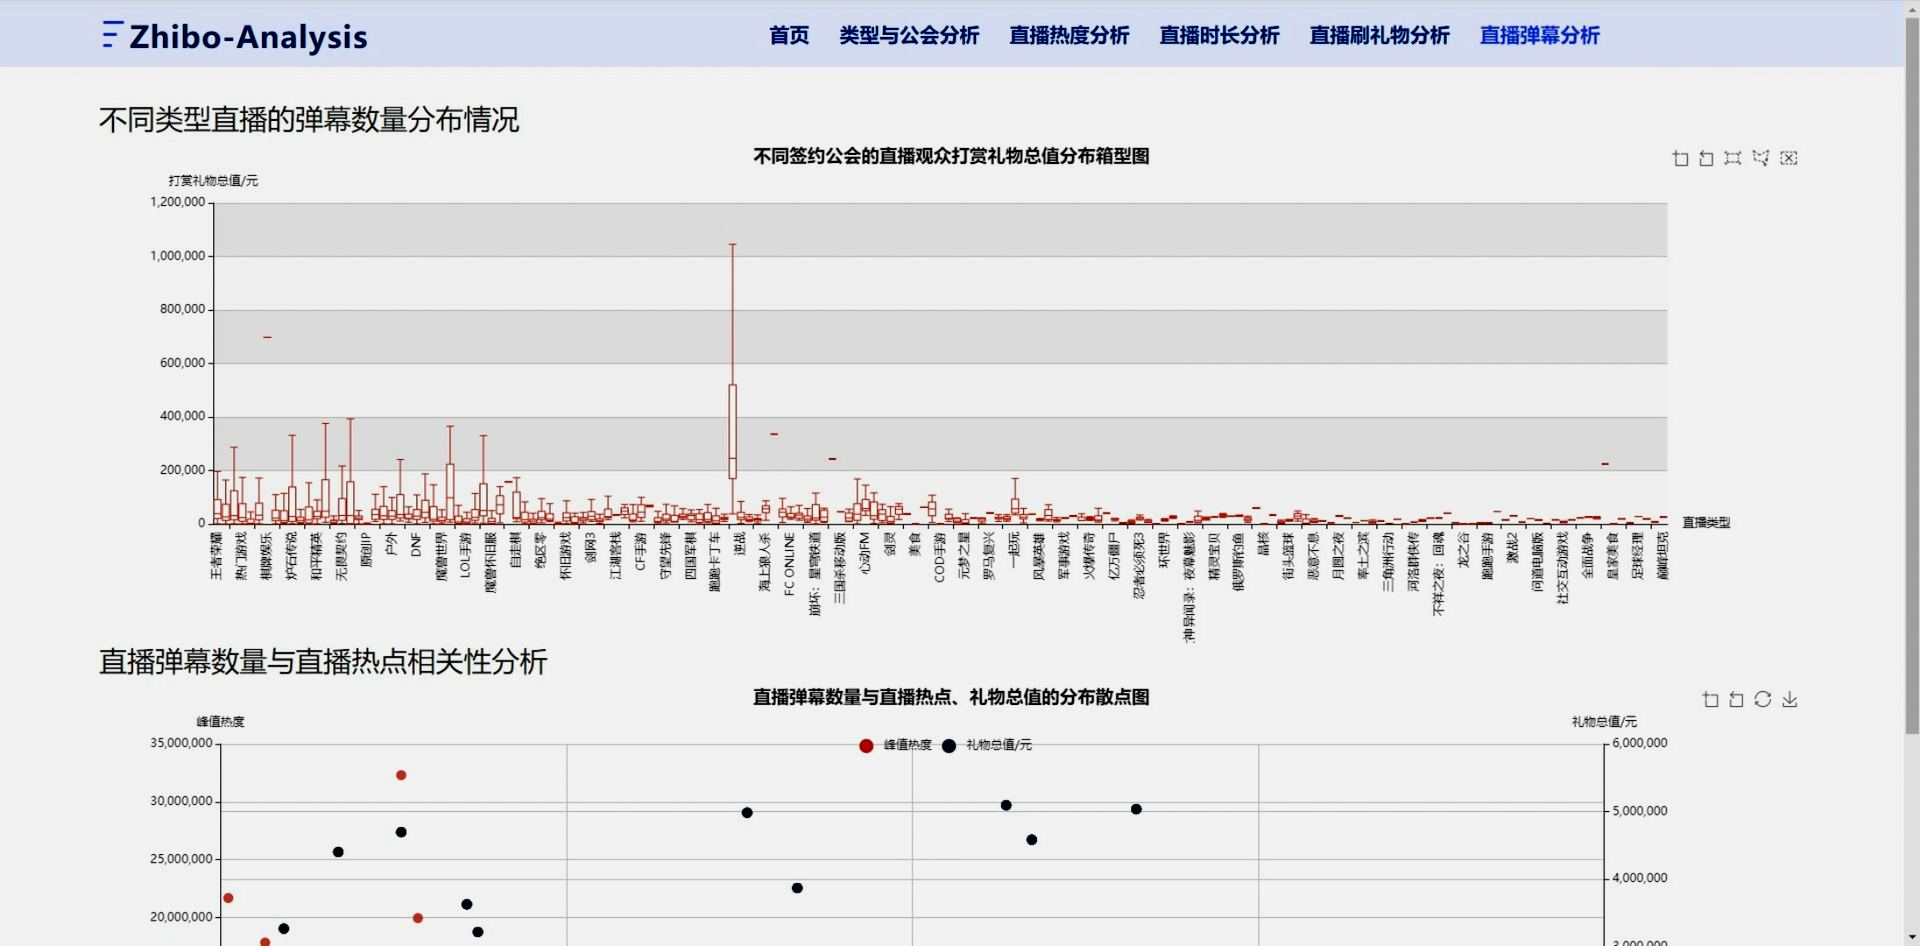 Zhibo-Analysis
首页 类型与公会分析 直播热度分析 直播时长分析 直播刷礼物分析 直播弹幕分析
不同类型直播的弹幕数量分布情况
不同签约公会的直播观众打赏礼物总值分布箱型图
打赏礼物总值/元
1,200,000
1,000,000
800,000
600,000
400,000
200,000
0
直播类型
王者荣耀
热门游戏
棋牌娱乐
炉石传说
和平精英
无畏契约
原创IP
户外
DNF
魔兽世界
LOL手游
魔兽怀旧服
自走棋
绝区零
怀旧游戏
剑网3
江湖客栈
CF手游
守望先锋
四国军棋
跑跑卡丁车
逆战
海上狼人杀
FC ONLINE
崩坏：星穹铁道
三国杀移动版
心动FM
剑灵
美食
COD手游
元梦之星
罗马复兴
一起玩
风暴英雄
军事游戏
火爆传奇
亿万僵尸
忍者必须死3
环世界
:神异闻录：夜幕魅影
精灵宝贝
俄罗斯钓鱼
晶核
街头篮球
恶意不息
月圆之夜
率土之滨
三角洲行动
河洛群侠传
不祥之夜：回魂
龙之谷
跑跑手游
激战2
问道电脑版
社交互动游戏
全面战争
皇家美食
足球经理
巅峰坦克
直播弹幕数量与直播热点相关性分析
直播弹幕数量与直播热点、礼物总值的分布散点图
峰值热度
礼物总值/元
峰值热度 礼物总值/元
35,000,000
30,000,000
25,000,000
20,000,000
6,000,000
5,000,000
4,000,000
3,000,000